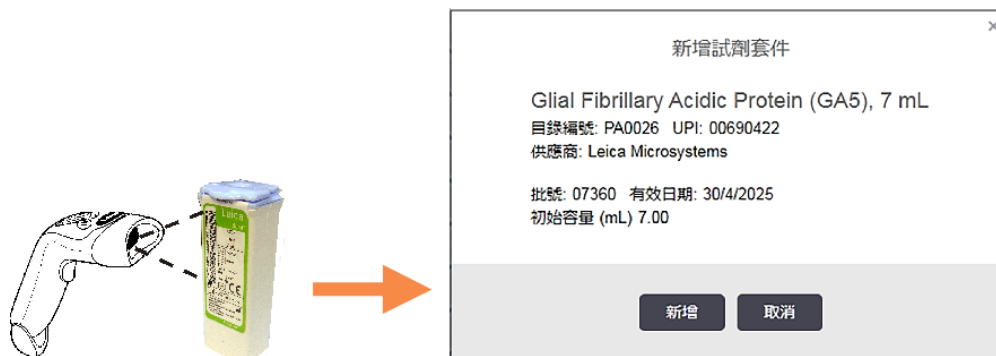 新增試劑套件
Glial Fibrillary Acidic Protein (GA5), 7 mL
目錄編號: PA0026 UPI: 00690422
供應商: Leica Microsystems
批號: 07360 有效日期: 30/4/2025
初始容量 (mL) 7.00
新增
取消
Leica